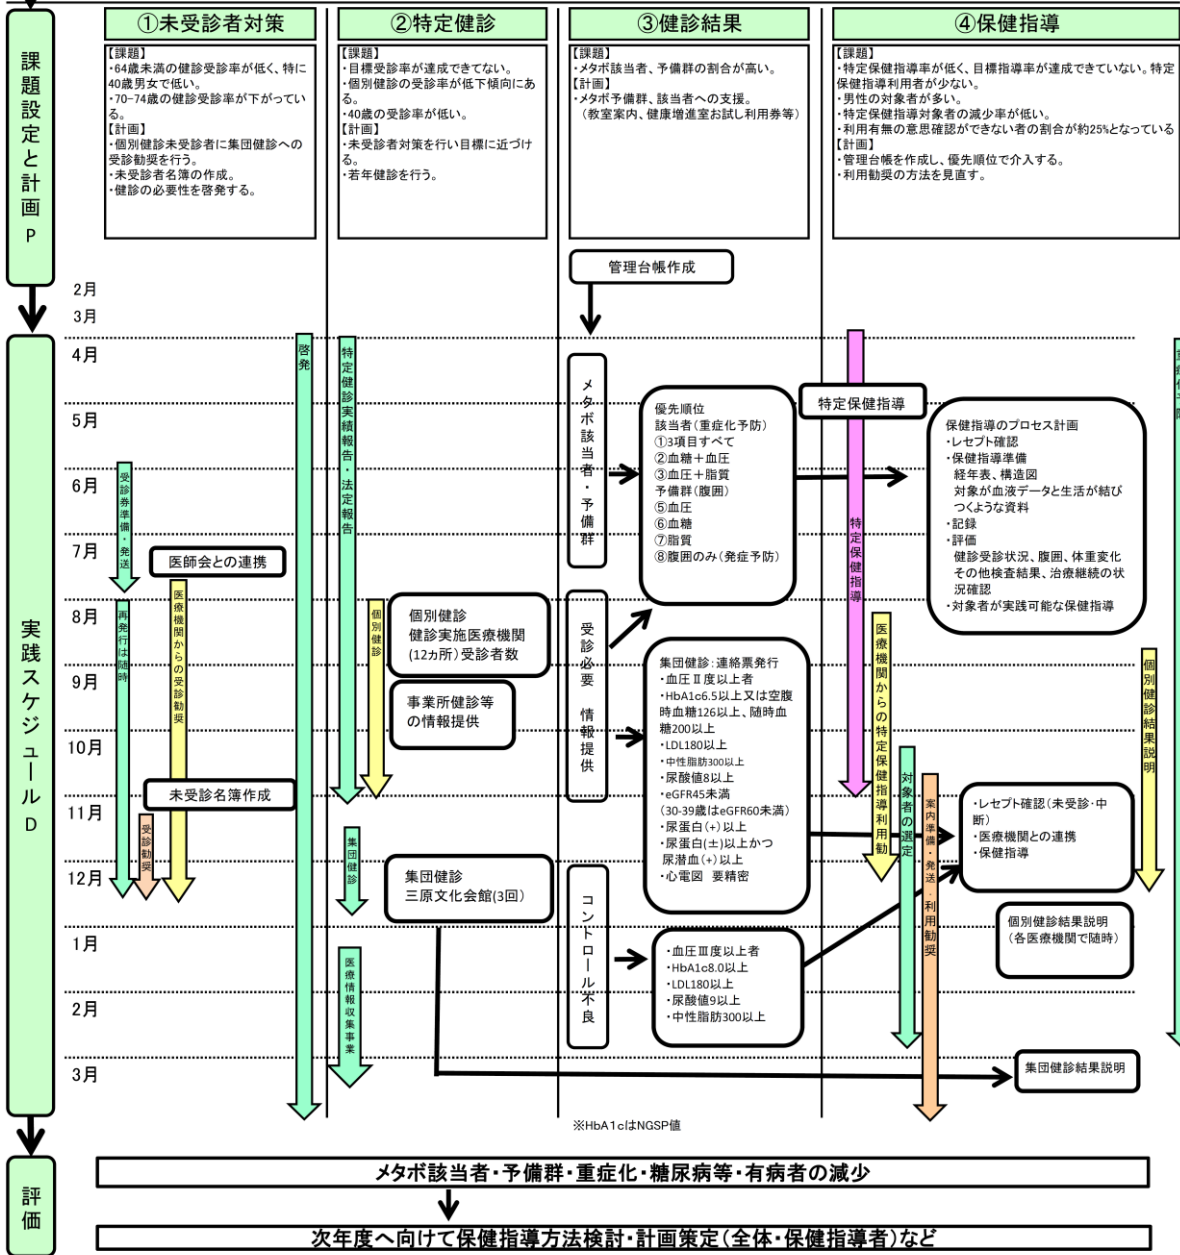 課題設定と計画 P
①未受診者対策
【課題】
・64歳未満の健診受診率が低く、特に
40歳男女で低い。
・70-74歳の健診受診率が下がってい
る。
【計画】
・個別健診未受診者に集団健診への
受診勧奨を行う。
・未受診者名簿の作成。
・健診の必要性を啓発する。
②特定健診
【課題】
・目標受診率が達成できてない。
・個別健診の受診率が低下傾向にあ
る。
・40歳の受診率が低い。
【計画】
・未受診者対策を行い目標に近づけ
る。
・若年健診を行う。
③健診結果
【課題】
・メタボ該当者、予備群の割合が高い。
【計画】
・メタボ予備群、該当者への支援。
（教室案内、健康増進室お試し利用券等）
④保健指導
【課題】
・特定保健指導率が低く、目標指導率が達成できていない。特定
保健指導利用者が少ない。
・男性の対象者が多い。
・特定保健指導対象者の減少率が低い。
・利用有無の意思確認ができない者の割合が約25%となっている
【計画】
・管理台帳を作成し、優先順位で介入する。
・利用勧奨の方法を見直す。
実践スケジュール D
2月
3月
4月
5月
6月
7月
8月
9月
10月
11月
12月
1月
2月
3月
受診券準備・発送
再発行は随時
医師会との連携
医療機関からの受診勧奨
未受診名簿作成
受診勧奨
啓発
特定健診実績報告・法定報告
個別健診
個別健診
健診実施医療機関
(12ヵ所)受診者数
事業所健診等
の情報提供
集団健診
集団健診
三原文化会館(3回)
医療情報収集事業
管理台帳作成
メタボ該当者・予備群
優先順位
該当者(重症化予防)
①3項目すべて
②血糖＋血圧
③血圧＋脂質
予備群(腹囲)
⑤血圧
⑥血糖
⑦脂質
⑧腹囲のみ(発症予防)
受診必要 情報提供
集団健診:連絡票発行
・血圧Ⅱ度以上者
・HbA1c6.5以上又は空腹
時血糖126以上、随時血
糖200以上
・LDL180以上
・中性脂肪300以上
・尿酸値8以上
・eGFR45未満
(30-39歳はeGFR60未満)
・尿蛋白(+)以上
・尿蛋白(±)以上かつ
尿潜血(+)以上
・心電図 要精密
コントロール不良
・血圧Ⅲ度以上者
・HbA1c8.0以上
・LDL180以上
・尿酸値9以上
・中性脂肪300以上
※HbA1cはNGSP値
特定保健指導
特定保健指導
保健指導のプロセス計画
・レセプト確認
・保健指導準備
経年表、構造図
対象が血液データと生活が結び
つくような資料
・記録
・評価
健診受診状況、腹囲、体重変化
その他検査結果、治療継続の状
況確認
・対象者が実践可能な保健指導
医療機関からの特定保健指導利用勧
対象者の選定
案内準備・発送・利用勧奨
個別健診結果説明
・レセプト確認(未受診・中
断)
・医療機関との連携
・保健指導
個別健診結果説明
(各医療機関で随時)
集団健診結果説明
評価
メタボ該当者・予備群・重症化・糖尿病等・有病者の減少
次年度へ向けて保健指導方法検討・計画策定(全体・保健指導者)など